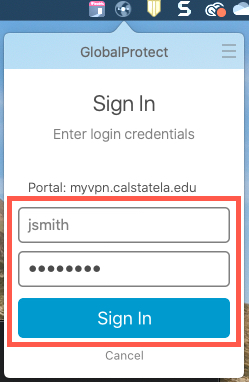 GlobalProtect
Sign In
Enter login credentials
Portal: myvpn.calstatela.edu
jsmith
●●●●●●●●
Sign In
Cancel